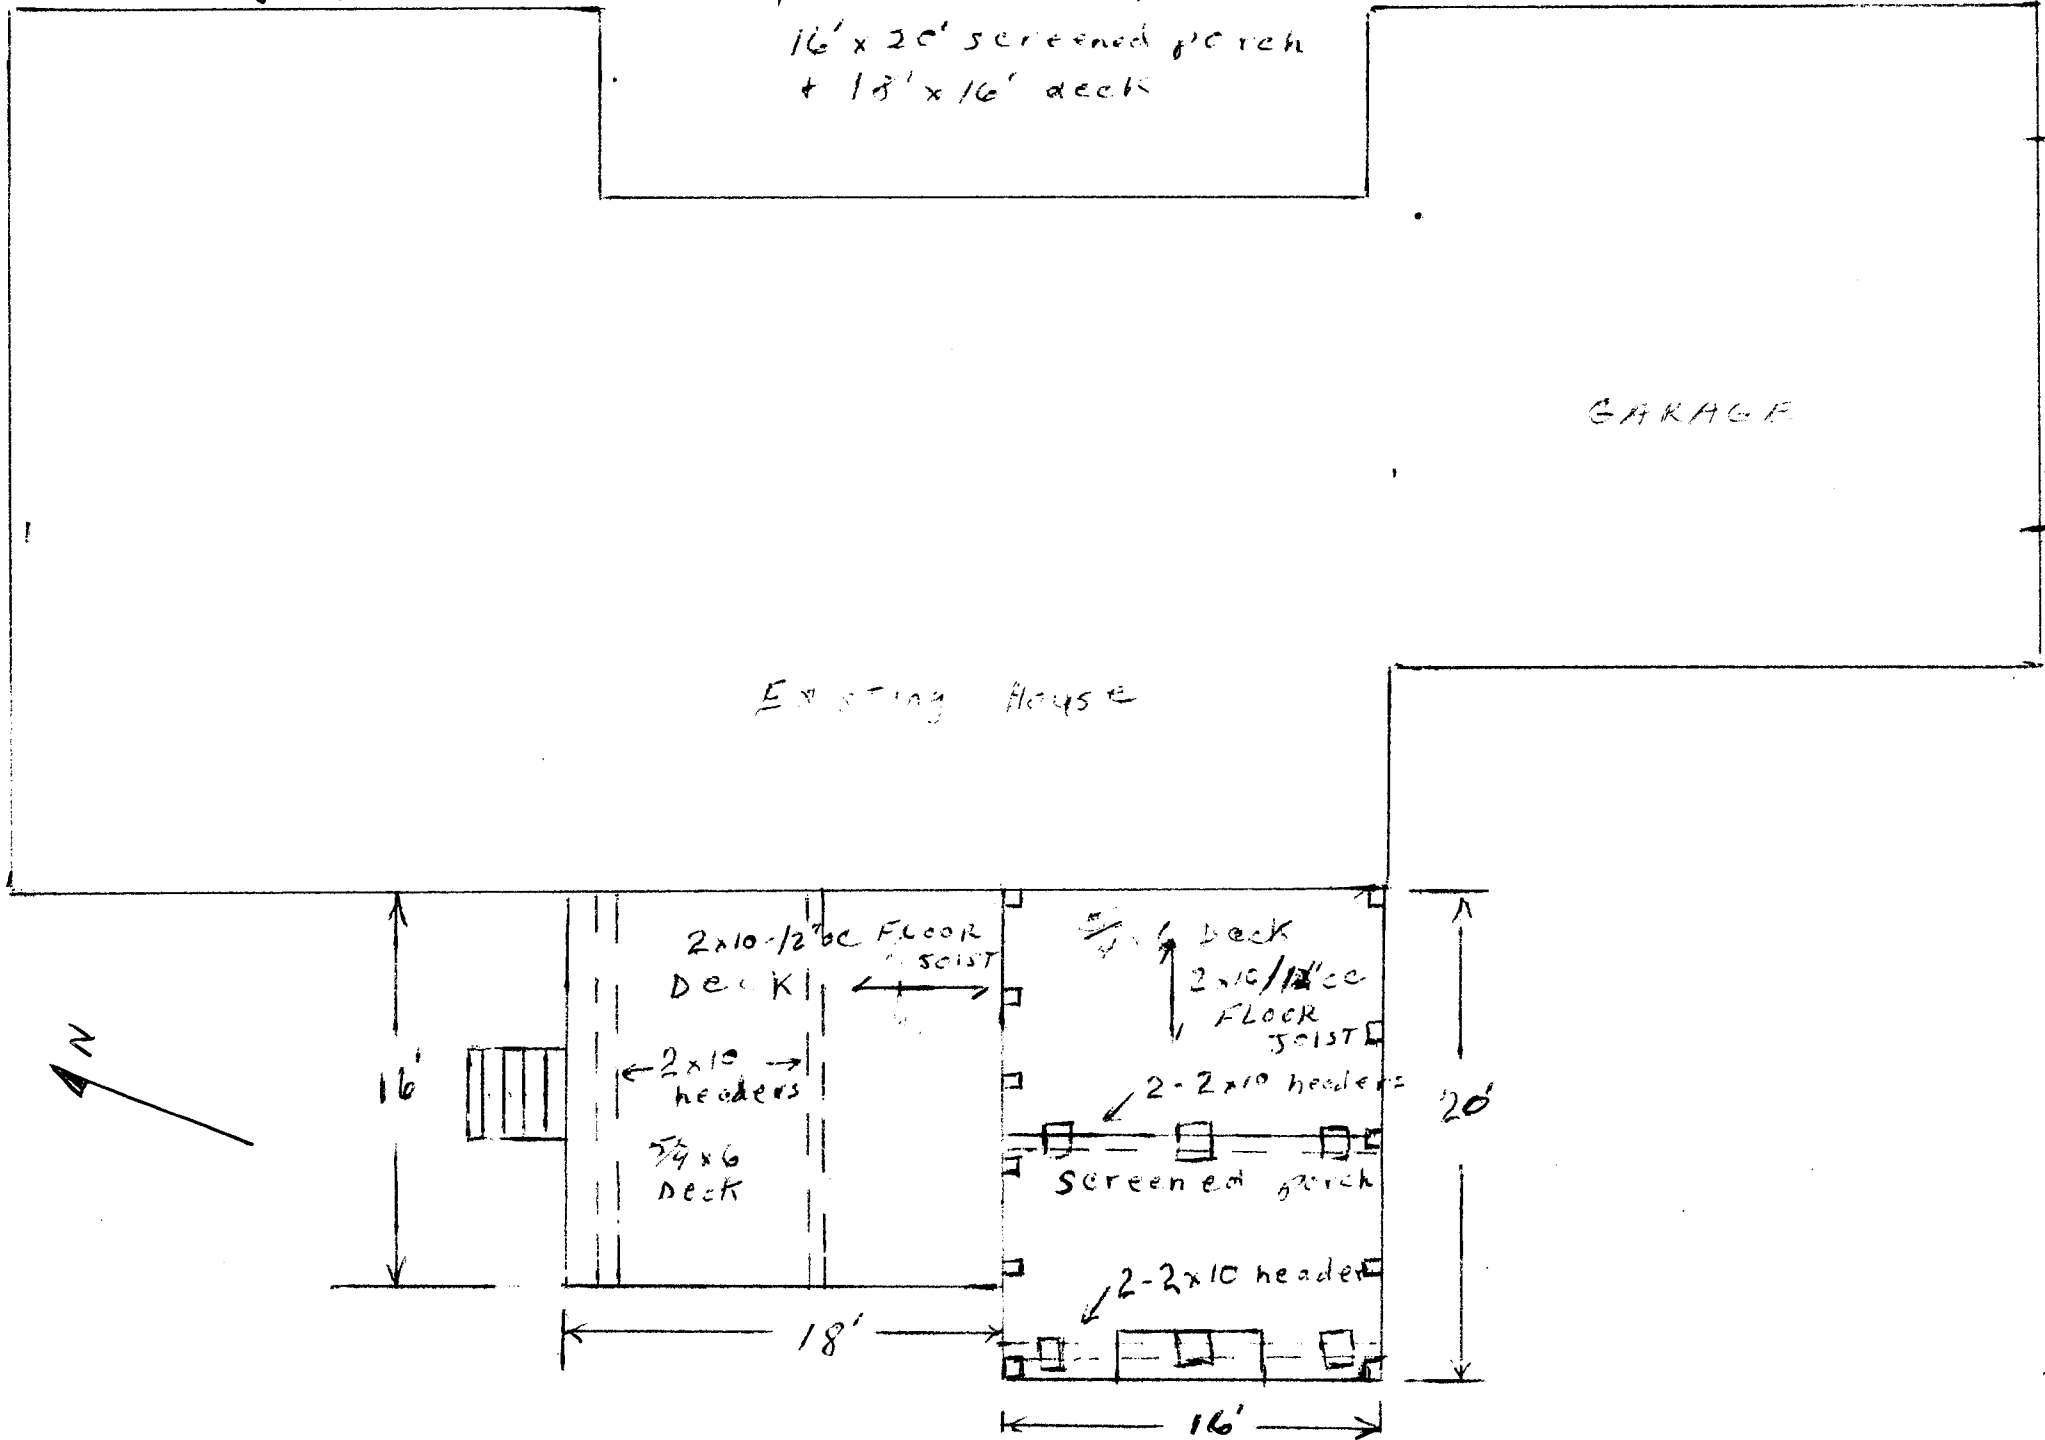 16' x 20' screened porch
+ 18' x 16' deck
GARAGE
Existing House
2x10-12"oc FLOOR
JOIST
Deck
5/4 x 6 Deck
FLOOR
JOIST
N
16'
2x10
headers
2-2x10 headers
20'
5/4 x 6
Deck
screened porch
2-2x10 header
18'
16'